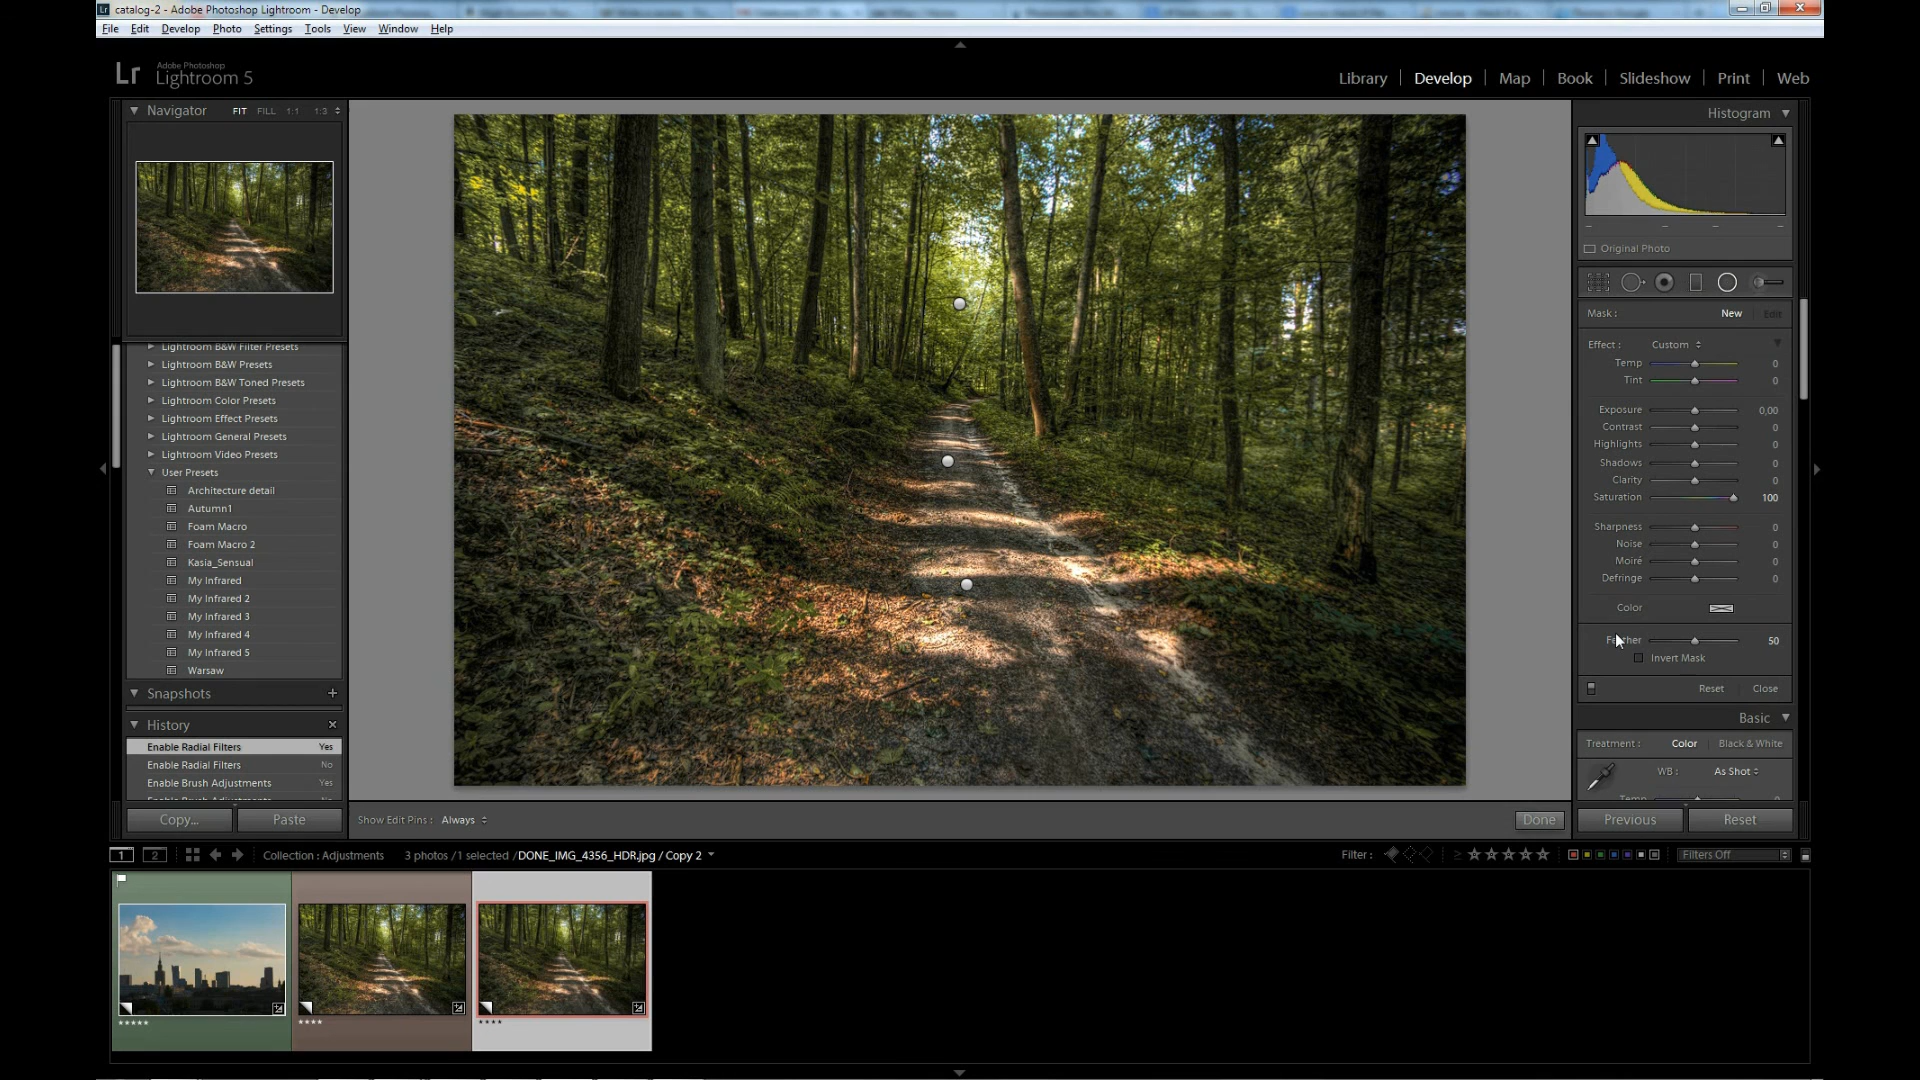 catalog-2 - Adobe Photoshop Lightroom - Develop
File Edit Develop Photo Settings Tools View Window Help
Lr Adobe Photoshop
Lightroom 5
Library Develop Map Book Slideshow Print Web
Navigator FIT FILL 1:1 1:3
Lightroom B&W Filter Presets
Lightroom B&W Presets
Lightroom B&W Toned Presets
Lightroom Color Presets
Lightroom Effect Presets
Lightroom General Presets
Lightroom Video Presets
User Presets
Architecture detail
Autumn1
Foam Macro
Foam Macro 2
Kasia_Sensual
My Infrared
My Infrared 2
My Infrared 3
My Infrared 4
My Infrared 5
Warsaw
Snapshots
History
Enable Radial Filters Yes
Enable Radial Filters No
Enable Brush Adjustments Yes
Enable Brush Adjustments No
Copy... Paste
Show Edit Pins : Always
Done
Histogram
Original Photo
Mask : New Edit
Effect : Custom
Temp 0
Tint 0
Exposure 0,00
Contrast 0
Highlights 0
Shadows 0
Clarity 0
Saturation 100
Sharpness 0
Noise 0
Moiré 0
Defringe 0
Color
Feather 50
Invert Mask
Reset Close
Basic
Treatment : Color Black & White
WB : As Shot
Temp 0
Previous Reset
1 2 Collection : Adjustments 3 photos / 1 selected / DONE_IMG_4356_HDR.jpg / Copy 2
Filter : Filters Off